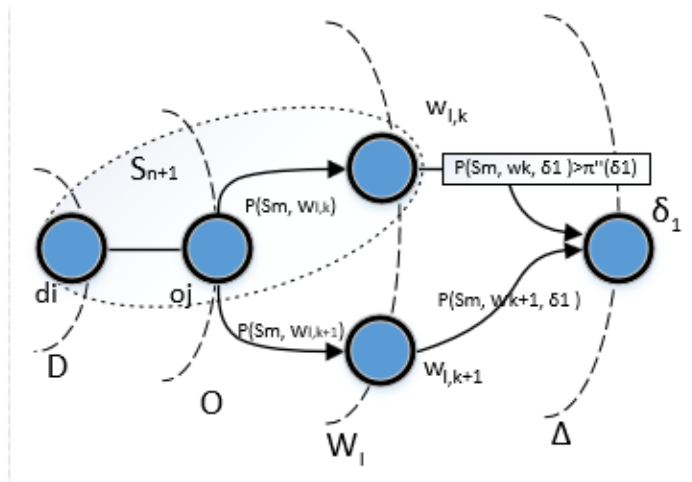 w_{l,k}
S_{n+1}
P(Sm, wk, δ1 )>π"(δ1)
P(Sm, w_{l,k})
δ_1
di
oj
P(Sm, wk+1, δ1 )
P(Sm, w_{l,k+1})
w_{l,k+1}
D
O
Δ
W_l